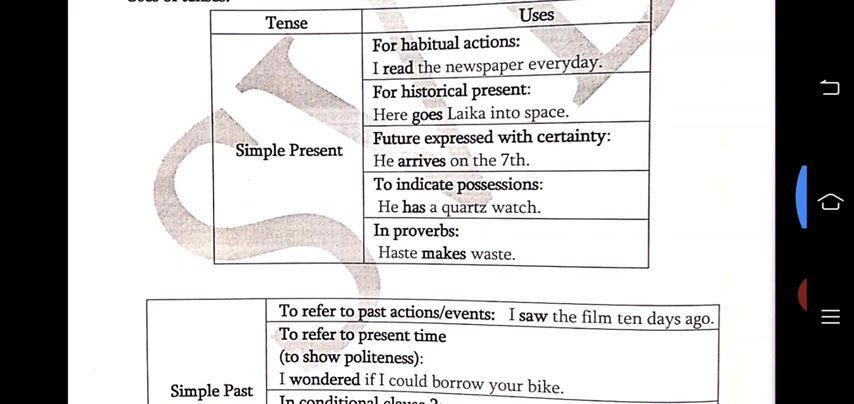 Tense
Uses
Simple Present
For habitual actions:
I read the newspaper everyday.
For historical present:
Here goes Laika into space.
Future expressed with certainty:
He arrives on the 7th.
To indicate possessions:
He has a quartz watch.
In proverbs:
Haste makes waste.
Simple Past
To refer to past actions/events: I saw the film ten days ago.
To refer to present time
(to show politeness):
I wondered if I could borrow your bike.
In conditional clause